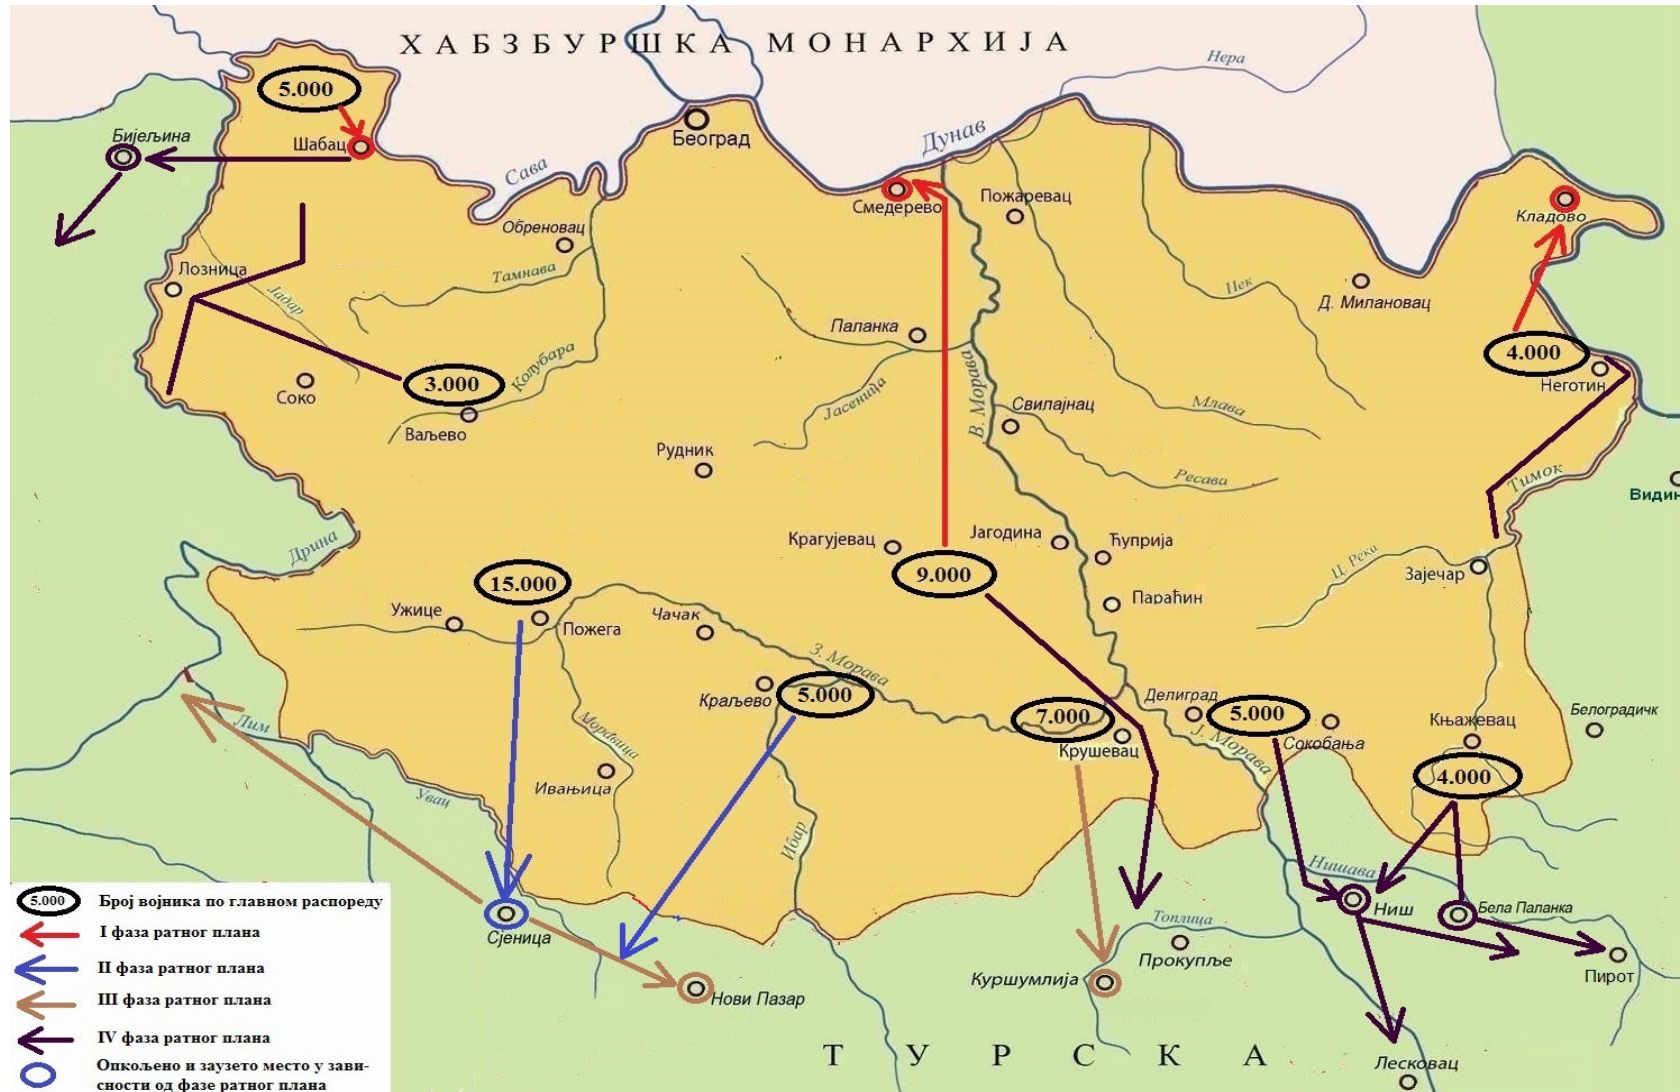 ХАБЗБУРШКА МОНАРХИЈА
Нера
5.000
Бијељина
Шабац
Београд
Дунав
Сава
Смедерево
Пожаревац
Кладово
Обреновац
Тамнава
Лозница
Јадар
Пек
Д. Милановац
Паланка
4.000
Неготин
3.000
Колубара
Соко
Ваљево
Јасеница
В. Морава
Свилајнац
Млава
Рудник
Ресава
Тимок
Видин
Дрина
Крагујевац
Јагодина
Ћуприја
Ц. Река
Зајечар
15.000
9.000
Параћин
Ужице
Пожега
Чачак
З. Морава
Краљево
5.000
7.000
Крушевац
Делиград
5.000
Сокобања
Ј. Морава
Књажевац
Белоградичк
4.000
Лим
Моравица
Ивањица
Увац
Ибар
Нишава
Ниш
Бела Паланка
Топлица
Прокупље
Пирот
Сјеница
Нови Пазар
Куршумлија
ТУРСКА
Лесковац
5.000 Број војника по главном распореду
I фаза ратног плана
II фаза ратног плана
III фаза ратног плана
IV фаза ратног плана
Опкољено и заузето место у зави-
сности од фазе ратног плана